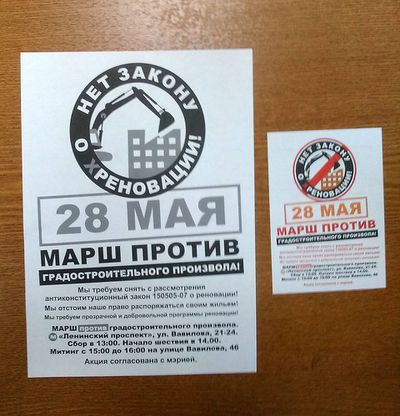 НЕТ ЗАКОНУ
О ХРЕНОВАЦИИ!
28 МАЯ
МАРШ ПРОТИВ
ГРАДОСТРОИТЕЛЬНОГО ПРОИЗВОЛА!
Мы требуем снять с рассмотрения
антиконституционный закон 150505-07 о реновации!
Мы отстоим наше право распоряжаться своим жильем!
Мы требуем прозрачной и добровольной программы реновации!
МАРШ против градостроительного произвола.
М «Ленинский проспект», ул. Вавилова, 21-24.
Сбор в 13:00. Начало шествия в 14.00.
Митинг с 15:00 до 16:00 на ул. Вавилова, 46
Акция согласована с мэрией.
НЕТ ЗАКОНУ
О ХРЕНОВАЦИИ!
28 МАЯ
МАРШ ПРОТИВ
ГРАДОСТРОИТЕЛЬНОГО ПРОИЗВОЛА!